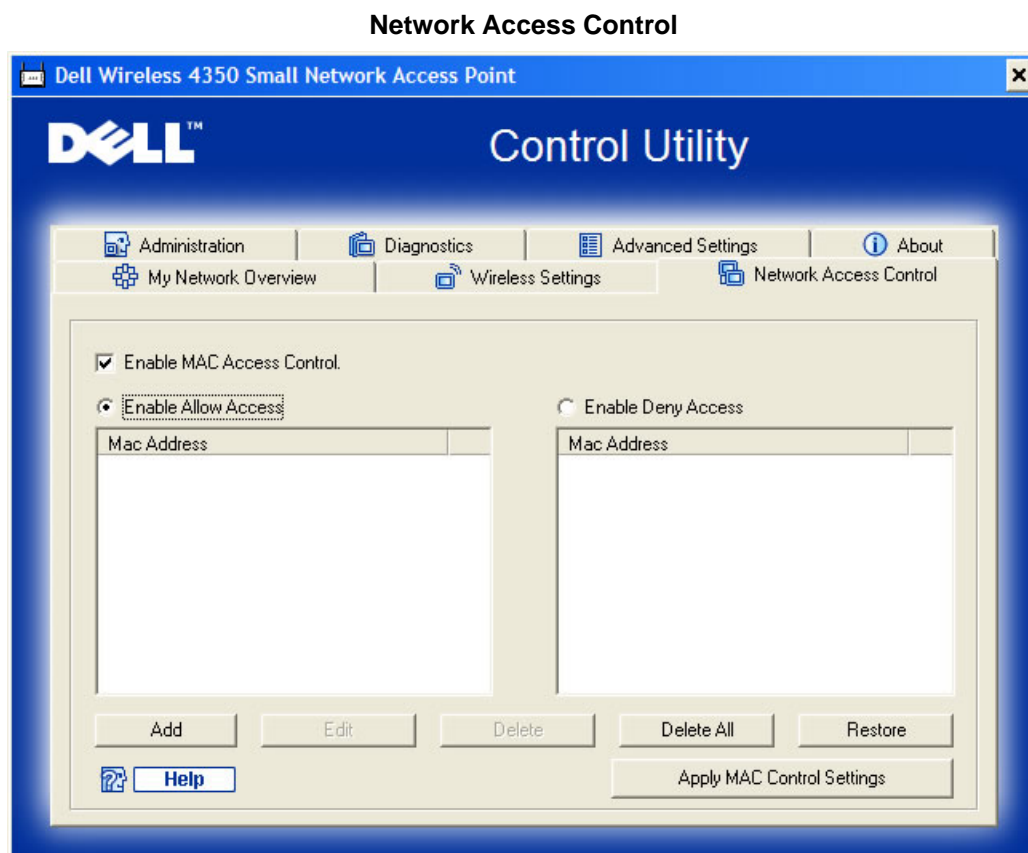 Network Access Control
Dell Wireless 4350 Small Network Access Point
DELL™ Control Utility
Administration Diagnostics Advanced Settings About
My Network Overview Wireless Settings Network Access Control
Enable MAC Access Control.
Enable Allow Access Enable Deny Access
Mac Address Mac Address
Add Edit Delete Delete All Restore
Help Apply MAC Control Settings